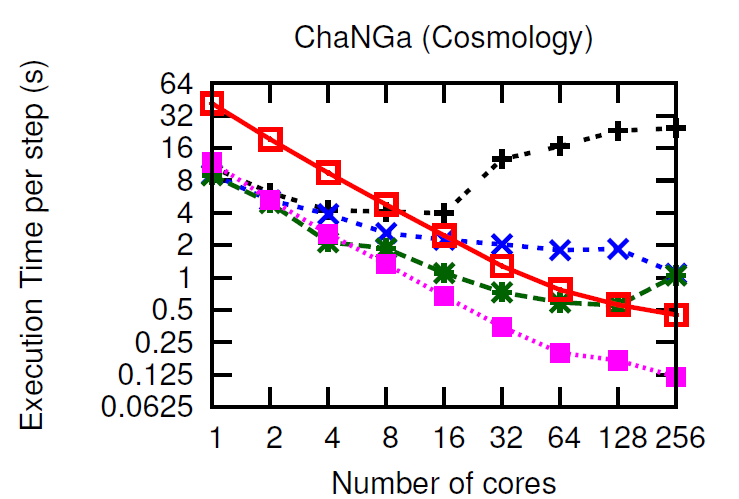 ChaNGa (Cosmology)
Execution Time per step (s)
64
32
16
8
4
2
1
0.5
0.25
0.125
0.0625
1 2 4 8 16 32 64 128 256
Number of cores